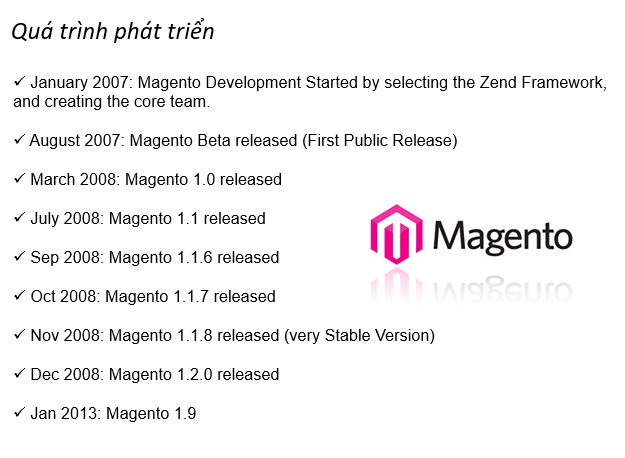 Quá trình phát triển
✓ January 2007: Magento Development Started by selecting the Zend Framework,
and creating the core team.
✓ August 2007: Magento Beta released (First Public Release)
✓ March 2008: Magento 1.0 released
✓ July 2008: Magento 1.1 released
✓ Sep 2008: Magento 1.1.6 released
Magento
✓ Oct 2008: Magento 1.1.7 released
✓ Nov 2008: Magento 1.1.8 released (very Stable Version)
✓ Dec 2008: Magento 1.2.0 released
✓ Jan 2013: Magento 1.9